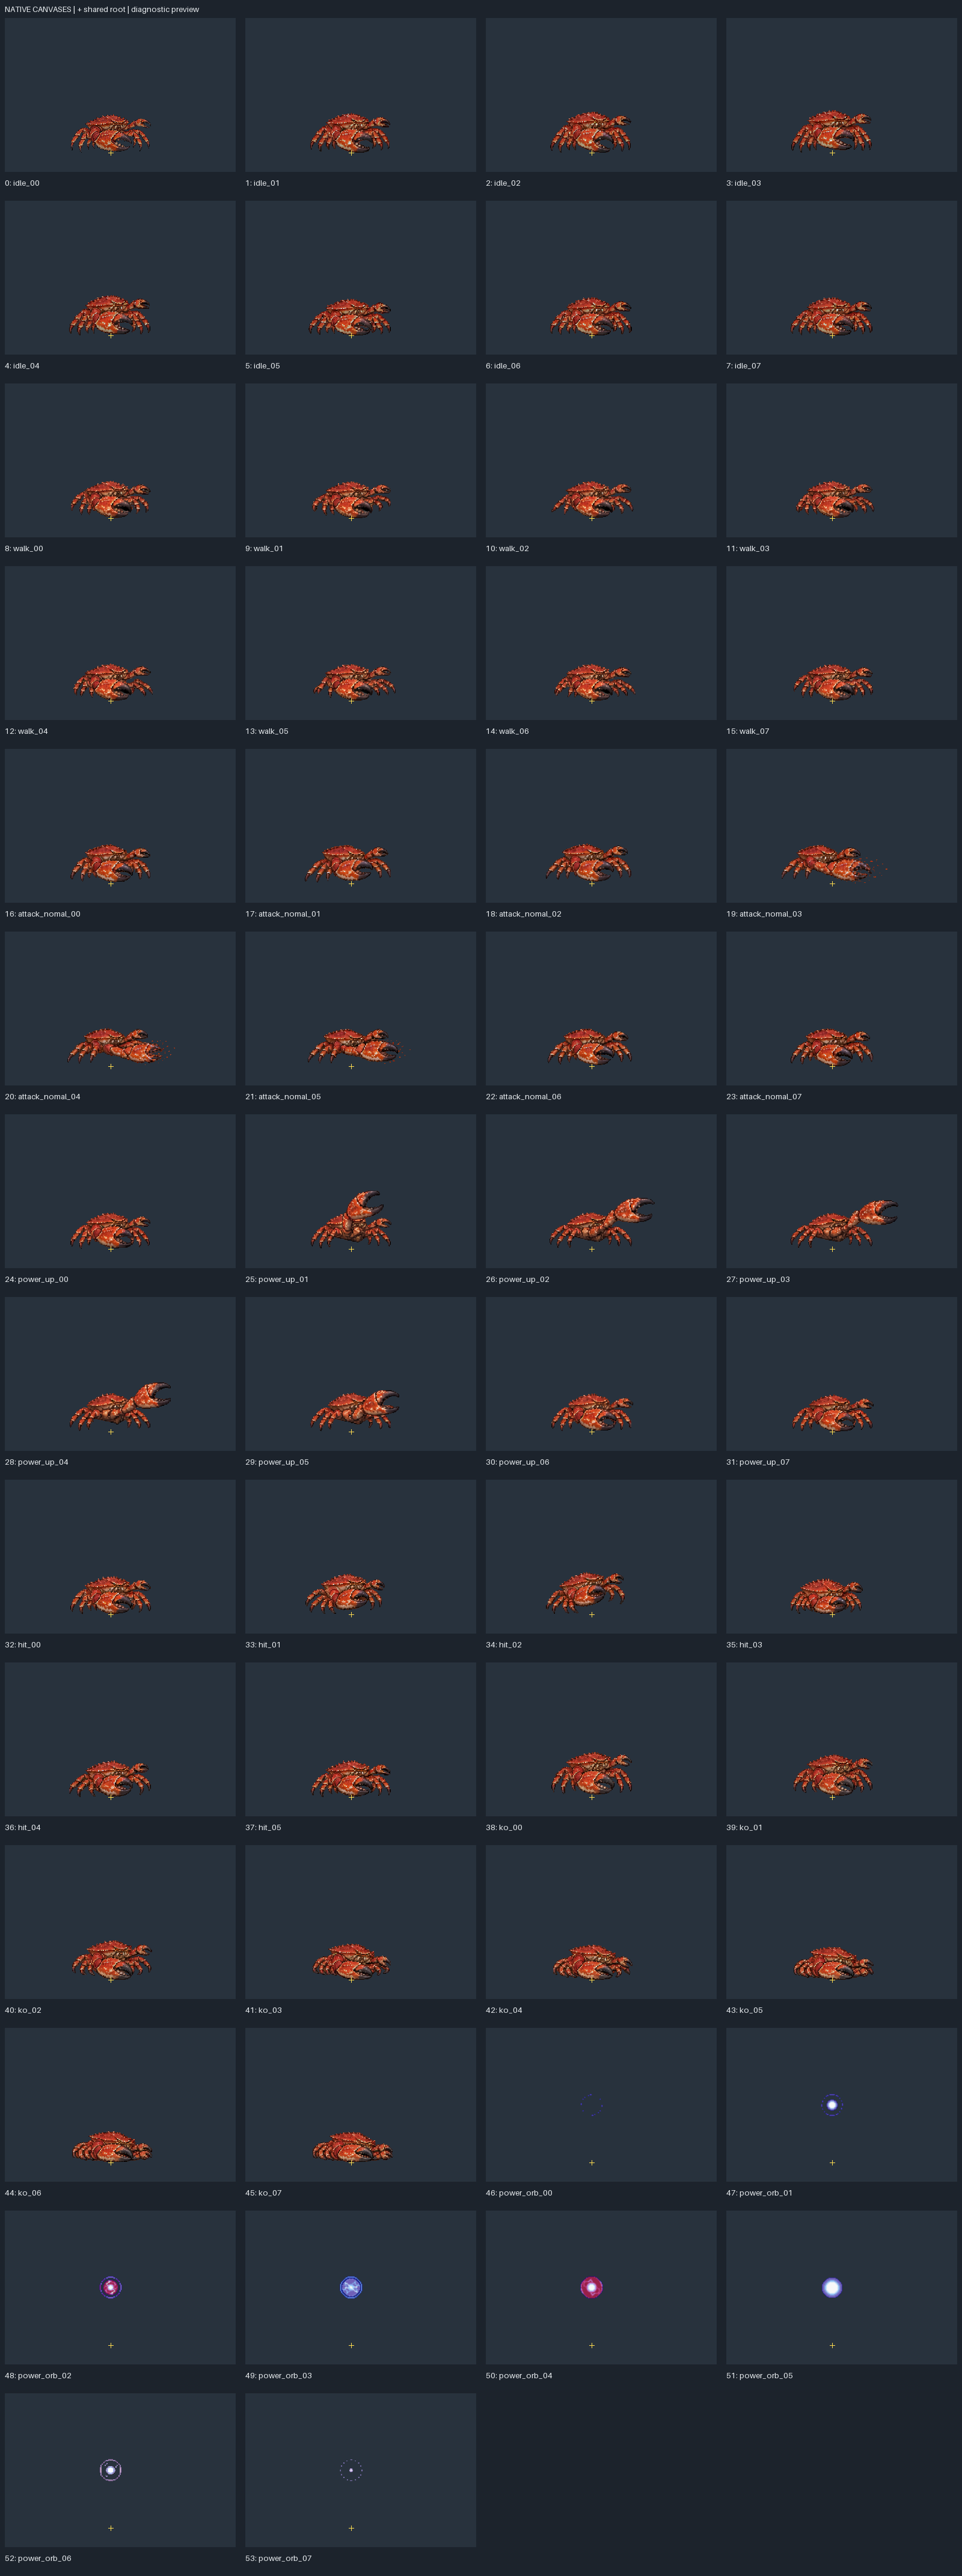 NATIVE CANVASES | + shared root | diagnostic preview
0: idle_00 1: idle_01 2: idle_02 3: idle_03
4: idle_04 5: idle_05 6: idle_06 7: idle_07
8: walk_00 9: walk_01 10: walk_02 11: walk_03
12: walk_04 13: walk_05 14: walk_06 15: walk_07
16: attack_nomal_00 17: attack_nomal_01 18: attack_nomal_02 19: attack_nomal_03
20: attack_nomal_04 21: attack_nomal_05 22: attack_nomal_06 23: attack_nomal_07
24: power_up_00 25: power_up_01 26: power_up_02 27: power_up_03
28: power_up_04 29: power_up_05 30: power_up_06 31: power_up_07
32: hit_00 33: hit_01 34: hit_02 35: hit_03
36: hit_04 37: hit_05 38: ko_00 39: ko_01
40: ko_02 41: ko_03 42: ko_04 43: ko_05
44: ko_06 45: ko_07 46: power_orb_00 47: power_orb_01
48: power_orb_02 49: power_orb_03 50: power_orb_04 51: power_orb_05
52: power_orb_06 53: power_orb_07